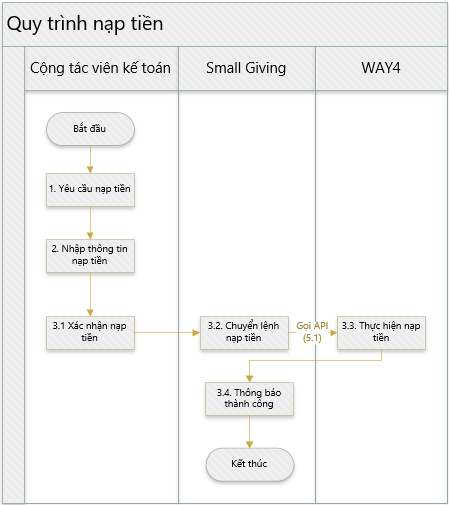 Quy trình nạp tiền
Cộng tác viên kế toán
Small Giving
WAY4
Bắt đầu
1. Yêu cầu nạp tiền
2. Nhập thông tin
nạp tiền
3.1 Xác nhận nạp
tiền
3.2. Chuyển lệnh
nạp tiền
Gọi API
(5.1)
3.3. Thực hiện nạp
tiền
3.4. Thông báo
thành công
Kết thúc